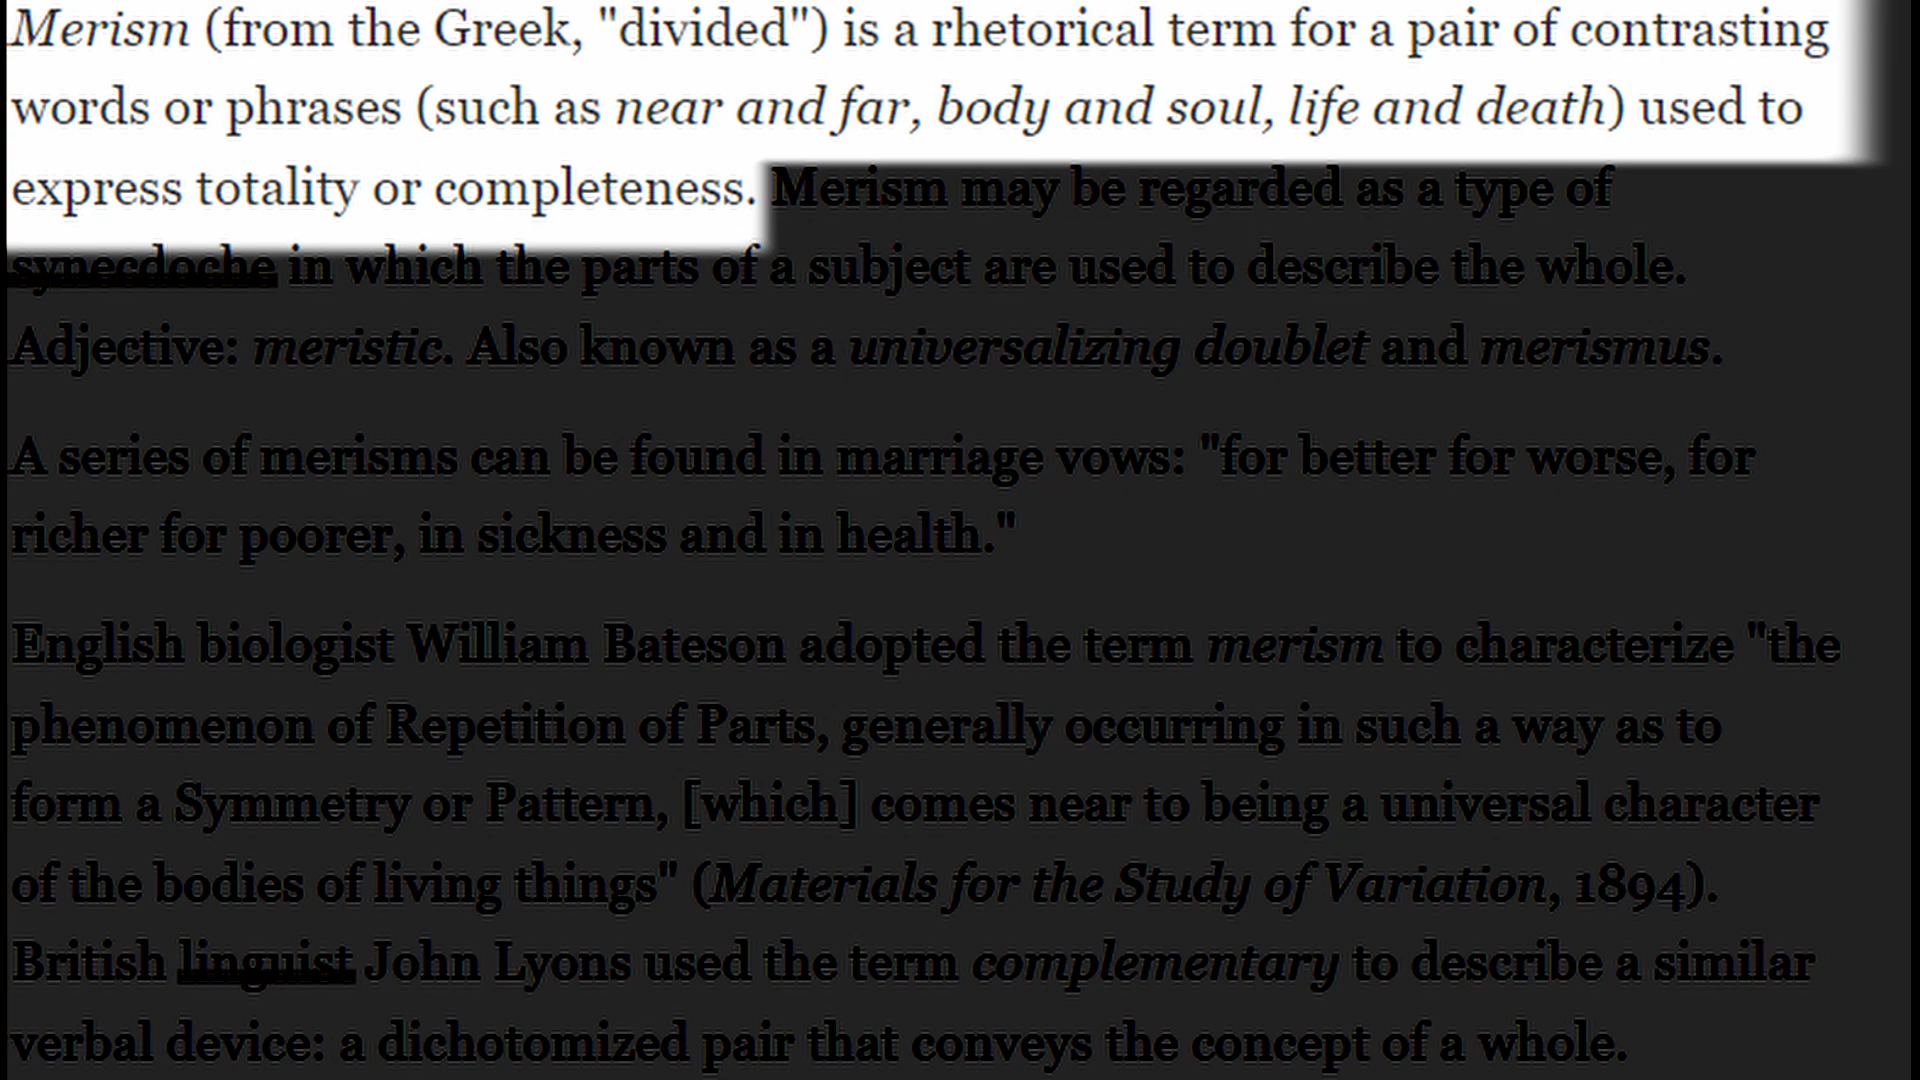 Merism (from the Greek, "divided") is a rhetorical term for a pair of contrasting
words or phrases (such as near and far, body and soul, life and death) used to
express totality or completeness. Merism may be regarded as a type of
synecdoche in which the parts of a subject are used to describe the whole.
Adjective: meristic. Also known as a universalizing doublet and merismus.
A series of merisms can be found in marriage vows: "for better for worse, for
richer for poorer, in sickness and in health."
English biologist William Bateson adopted the term merism to characterize "the
phenomenon of Repetition of Parts, generally occurring in such a way as to
form a Symmetry or Pattern, [which] comes near to being a universal character
of the bodies of living things" (Materials for the Study of Variation, 1894).
British linguist John Lyons used the term complementary to describe a similar
verbal device: a dichotomized pair that conveys the concept of a whole.